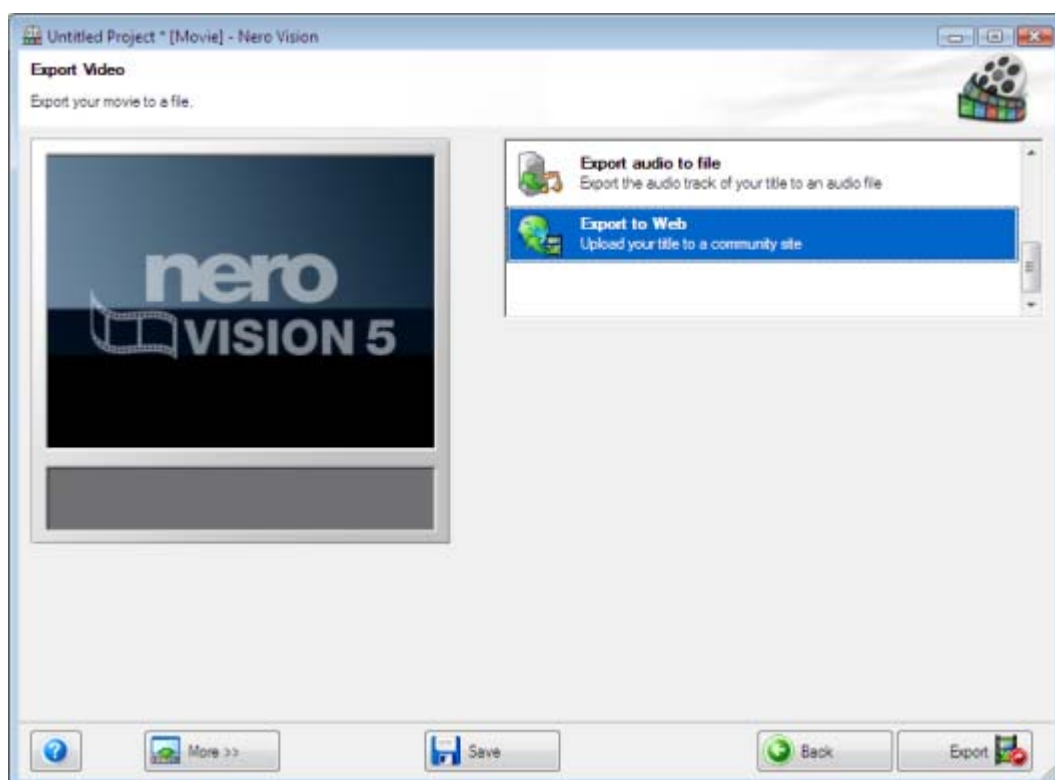 Untitled Project * [Movie] - Nero Vision
Export Video
Export your movie to a file.
nero
VISION 5
Export audio to file
Export the audio track of your title to an audio file
Export to Web
Upload your title to a community site
? More >> Save Back Export